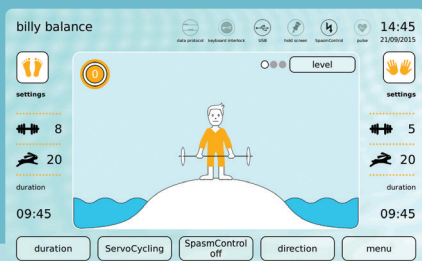 billy balance
data protocol
keyboard interlock
USB
hold screen
SpasmControl
pulse
14:45
21/09/2015
settings
0
level
settings
8
5
20
20
duration
duration
09:45
09:45
duration
ServoCycling
SpasmControl
off
direction
menu